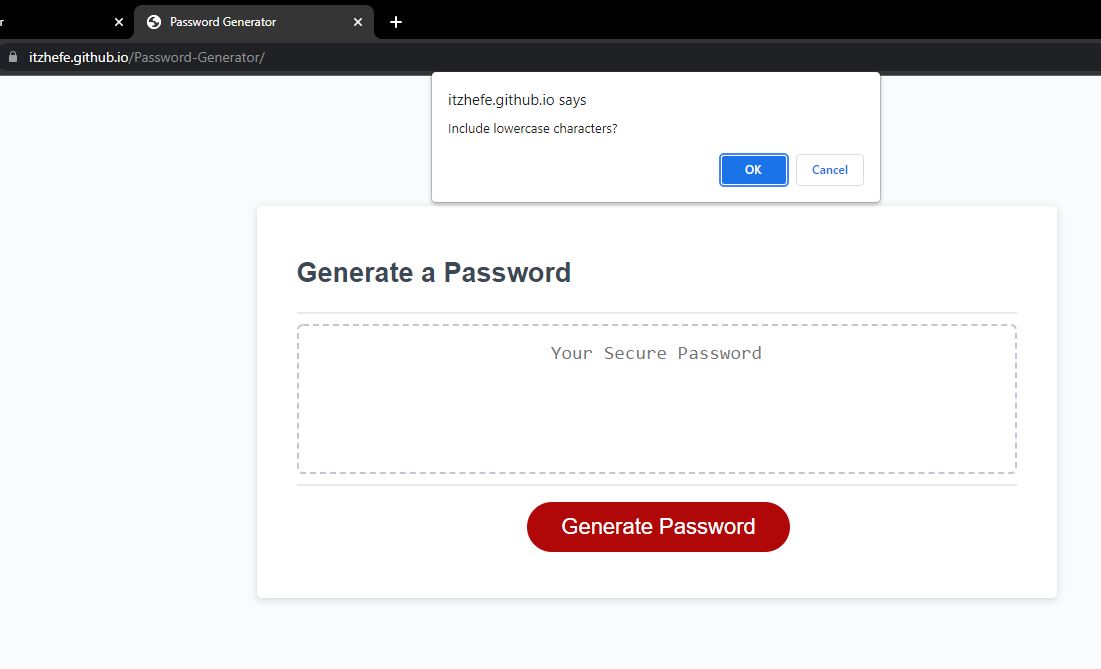 r
Password Generator
itzhefe.github.io/Password-Generator/
itzhefe.github.io says
Include lowercase characters?
OK Cancel
Generate a Password
Your Secure Password
Generate Password